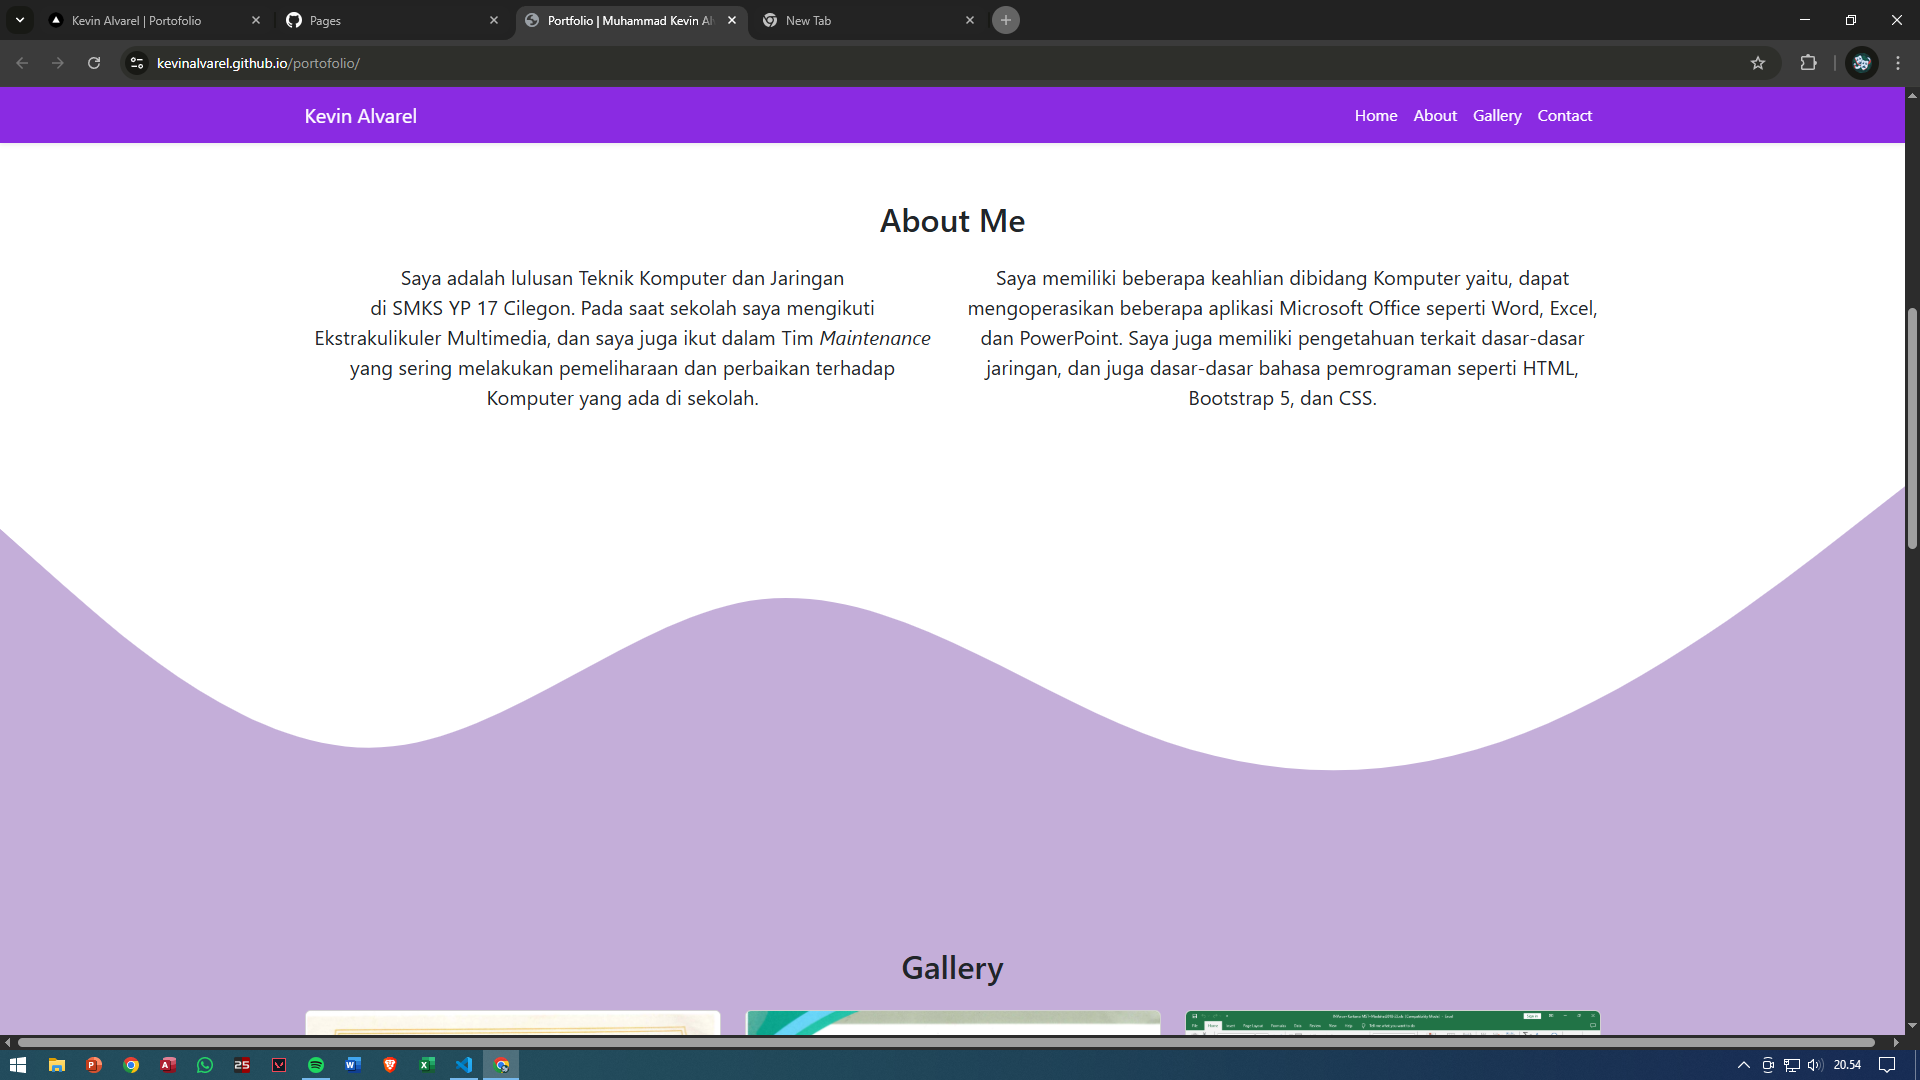 Kevin Alvarel | Portofolio
Pages
Portfolio | Muhammad Kevin Al
New Tab
kevinalvarel.github.io/portofolio/
Kevin Alvarel
Home About Gallery Contact
About Me
Saya adalah lulusan Teknik Komputer dan Jaringan
di SMKS YP 17 Cilegon. Pada saat sekolah saya mengikuti
Ekstrakulikuler Multimedia, dan saya juga ikut dalam Tim Maintenance
yang sering melakukan pemeliharaan dan perbaikan terhadap
Komputer yang ada di sekolah.
Saya memiliki beberapa keahlian dibidang Komputer yaitu, dapat
mengoperasikan beberapa aplikasi Microsoft Office seperti Word, Excel,
dan PowerPoint. Saya juga memiliki pengetahuan terkait dasar-dasar
jaringan, dan juga dasar-dasar bahasa pemrograman seperti HTML,
Bootstrap 5, dan CSS.
Gallery
25
20.54